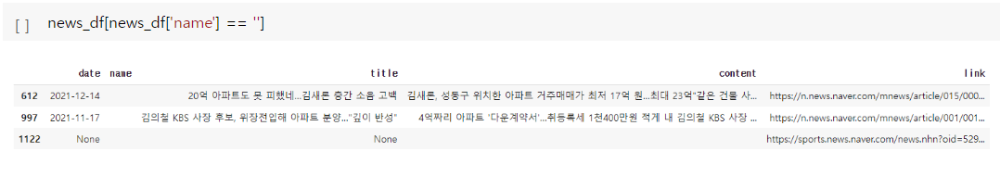 [ ] news_df[news_df['name'] == '']
date name title content link
612 2021-12-14 20억 아파트도 못 피했네...김새론 층간 소음 고백 김새론, 성동구 위치한 아파트 거주매매가 최저 17억 원...최대 23억"같은 건물 사... https://n.news.naver.com/mnews/article/015/000...
997 2021-11-17 김의철 KBS 사장 후보, 위장전입해 아파트 분양..."깊이 반성" 4억짜리 아파트 '다운계약서'...취등록세 1천400만원 적게 내 김의철 KBS 사장 ... https://n.news.naver.com/mnews/article/001/001...
1122 None None https://sports.news.naver.com/news.nhn?oid=529...